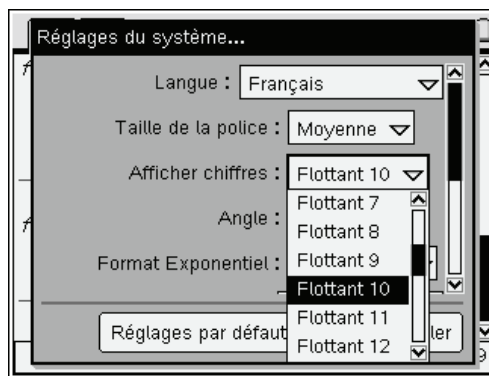 Réglages du système...
Langue : Français
Taille de la police : Moyenne
Afficher chiffres : Flottant 10
Flottant 7
Angle :
Flottant 8
Format Exponentiel :
Flottant 9
Flottant 10
Flottant 11
Réglages par défaut
Flottant 12